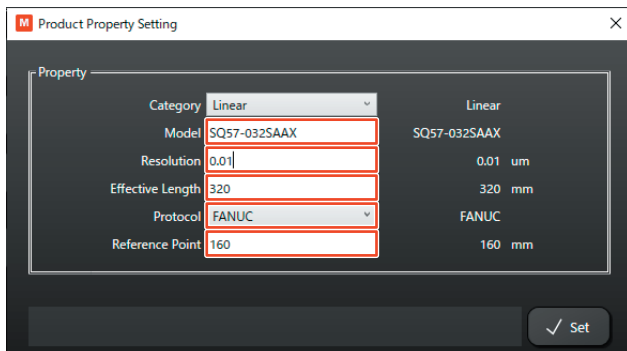 M Product Property Setting
Property
Category Linear Linear
Model SQ57-032SAAX SQ57-032SAAX
Resolution 0.01 0.01 um
Effective Length 320 320 mm
Protocol FANUC FANUC
Reference Point 160 160 mm
Set